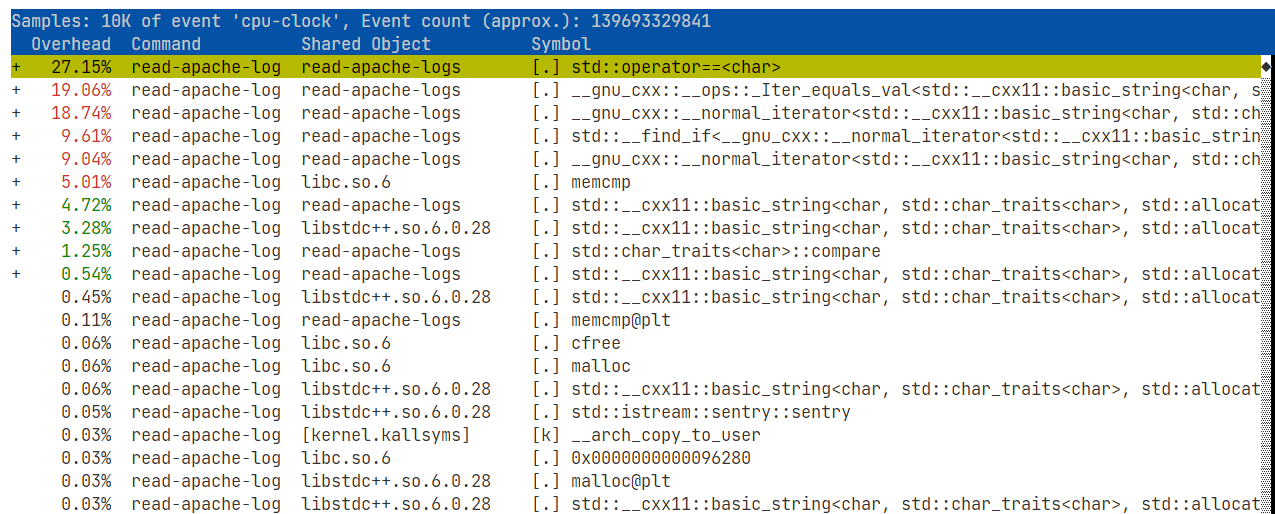 Samples: 10K of event 'cpu-clock', Event count (approx.): 139693329841
  Overhead  Command          Shared Object          Symbol
+   27.15%  read-apache-log  read-apache-logs       [.] std::operator==<char>
+   19.06%  read-apache-log  read-apache-logs       [.] __gnu_cxx::__ops::_Iter_equals_val<std::__cxx11::basic_string<char, s
+   18.74%  read-apache-log  read-apache-logs       [.] __gnu_cxx::__normal_iterator<std::__cxx11::basic_string<char, std::ch
+    9.61%  read-apache-log  read-apache-logs       [.] std::__find_if<__gnu_cxx::__normal_iterator<std::__cxx11::basic_strin
+    9.04%  read-apache-log  read-apache-logs       [.] __gnu_cxx::__normal_iterator<std::__cxx11::basic_string<char, std::ch
+    5.01%  read-apache-log  libc.so.6              [.] memcmp
+    4.72%  read-apache-log  read-apache-logs       [.] std::__cxx11::basic_string<char, std::char_traits<char>, std::allocat
+    3.28%  read-apache-log  libstdc++.so.6.0.28    [.] std::__cxx11::basic_string<char, std::char_traits<char>, std::allocat
+    1.25%  read-apache-log  read-apache-logs       [.] std::char_traits<char>::compare
+    0.54%  read-apache-log  read-apache-logs       [.] std::__cxx11::basic_string<char, std::char_traits<char>, std::allocat
     0.45%  read-apache-log  libstdc++.so.6.0.28    [.] std::__cxx11::basic_string<char, std::char_traits<char>, std::allocat
     0.11%  read-apache-log  read-apache-logs       [.] memcmp@plt
     0.06%  read-apache-log  libc.so.6              [.] cfree
     0.06%  read-apache-log  libc.so.6              [.] malloc
     0.06%  read-apache-log  libstdc++.so.6.0.28    [.] std::__cxx11::basic_string<char, std::char_traits<char>, std::allocat
     0.05%  read-apache-log  libstdc++.so.6.0.28    [.] std::istream::sentry::sentry
     0.03%  read-apache-log  [kernel.kallsyms]      [k] __arch_copy_to_user
     0.03%  read-apache-log  libc.so.6              [.] 0x0000000000096280
     0.03%  read-apache-log  libstdc++.so.6.0.28    [.] malloc@plt
     0.03%  read-apache-log  libstdc++.so.6.0.28    [.] std::__cxx11::basic_string<char, std::char_traits<char>, std::allocat